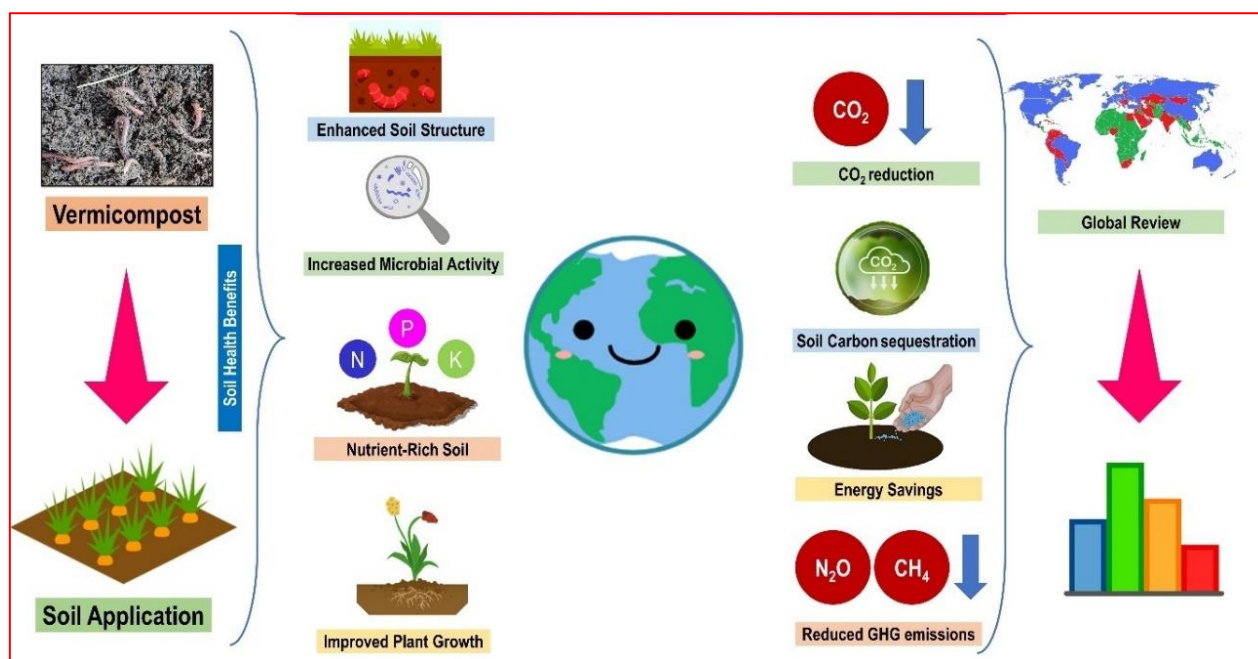 Vermicompost
Soil Health Benefits
Soil Application
Enhanced Soil Structure
Increased Microbial Activity
N
P
K
Nutrient-Rich Soil
Improved Plant Growth
CO₂
CO₂ reduction
CO₂
Soil Carbon sequestration
Energy Savings
N₂O
CH₄
Reduced GHG emissions
Global Review